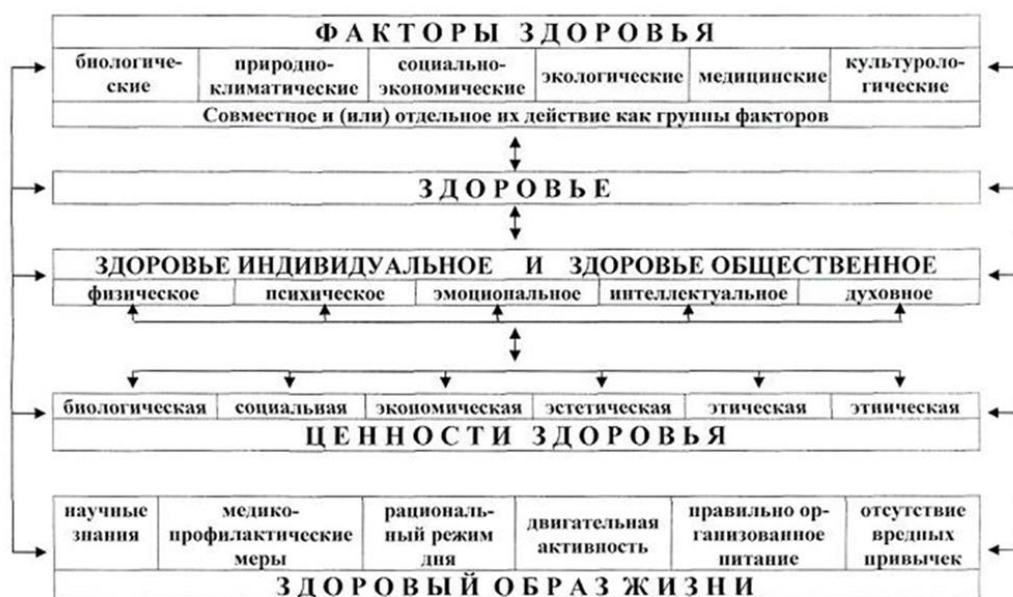 ФАКТОРЫ ЗДОРОВЬЯ
биологиче-
ские
природно-
климатические
социально-
экономические
экологические
медицинские
культуроло-
гические
Совместное и (или) отдельное их действие как группы факторов
ЗДОРОВЬЕ
ЗДОРОВЬЕ ИНДИВИДУАЛЬНОЕ И ЗДОРОВЬЕ ОБЩЕСТВЕННОЕ
физическое
психическое
эмоциональное
интеллектуальное
духовное
биологическая
социальная
экономическая
эстетическая
этическая
этническая
ЦЕННОСТИ ЗДОРОВЬЯ
научные
знания
медико-
профилактические
меры
рациональ-
ный режим
дня
двигательная
активность
правильно ор-
ганизованное
питание
отсутствие
вредных
привычек
ЗДОРОВЫЙ ОБРАЗ ЖИЗНИ